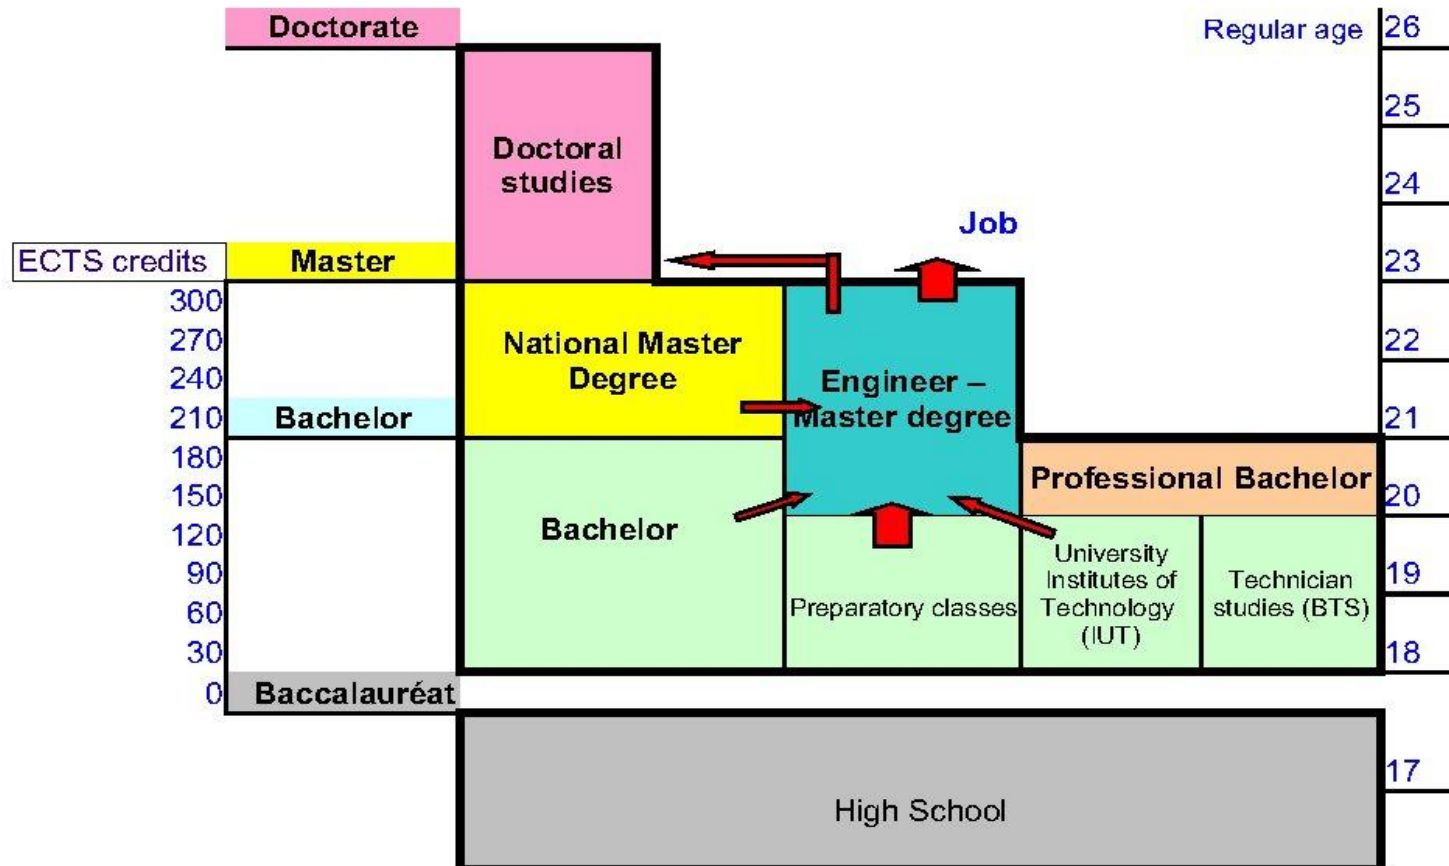 Doctorate
Regular age
26
25
Doctoral
studies
24
Job
ECTS credits
Master
23
300
National Master
Degree
270
22
240
Engineer –
Master degree
210
Bachelor
21
180
Professional Bachelor
150
20
Bachelor
120
University
Institutes of
Technology
(IUT)
90
19
Technician
studies (BTS)
Preparatory classes
60
30
18
0
Baccalauréat
17
High School